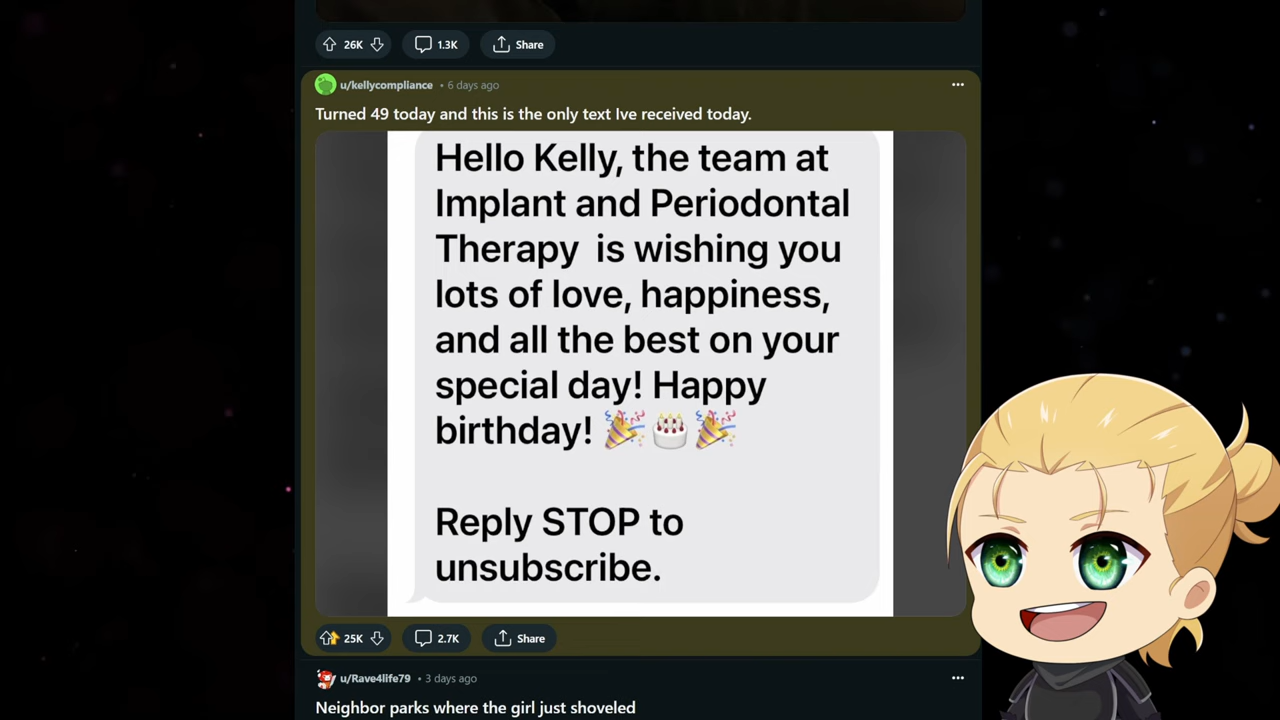 26K
1.3K
Share
u/kellycompliance • 6 days ago
Turned 49 today and this is the only text Ive received today.
Hello Kelly, the team at
Implant and Periodontal
Therapy is wishing you
lots of love, happiness,
and all the best on your
special day! Happy
birthday! 🎉🎂🎉
Reply STOP to
unsubscribe.
25K
2.7K
Share
u/Rave4life79 • 3 days ago
Neighbor parks where the girl just shoveled